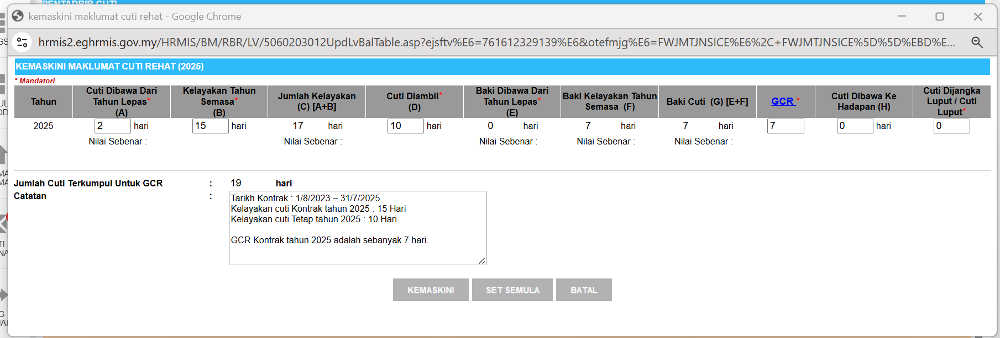 PENTADBIR CUTI
kemaskini maklumat cuti rehat - Google Chrome
hrmis2.eghrmis.gov.my/HRMIS/BM/RBR/LV/5060203012UpdLvBalTable.asp?ejsftv%E6=761612329139%E6&otefmjg%E6=FWJMTJNSICE%E6%2C+FWJMTJNSICE%5D%5D%EBD%E...
KEMASKINI MAKLUMAT CUTI REHAT (2025)
* Mandatori
Tahun
Cuti Dibawa Dari
Tahun Lepas*
(A)
Kelayakan Tahun
Semasa*
(B)
Jumlah Kelayakan
(C) [A+B]
Cuti Diambil*
(D)
Baki Dibawa Dari
Tahun Lepas*
(E)
Baki Kelayakan Tahun
Semasa (F)
Baki Cuti (G) [E+F]
GCR *
Cuti Dibawa Ke
Hadapan (H)
Cuti Dijangka
Luput / Cuti
Luput*
2025 2 hari 15 hari 17 hari 10 hari 0 hari 7 hari 7 hari 7 0 hari 0
Nilai Sebenar : Nilai Sebenar : Nilai Sebenar : Nilai Sebenar : Nilai Sebenar :
Jumlah Cuti Terkumpul Untuk GCR : 19 hari
Catatan :
Tarikh Kontrak : 1/8/2023 – 31/7/2025
Kelayakan cuti Kontrak tahun 2025 : 15 Hari
Kelayakan cuti Tetap tahun 2025 : 10 Hari
GCR Kontrak tahun 2025 adalah sebanyak 7 hari.
KEMASKINI SET SEMULA BATAL